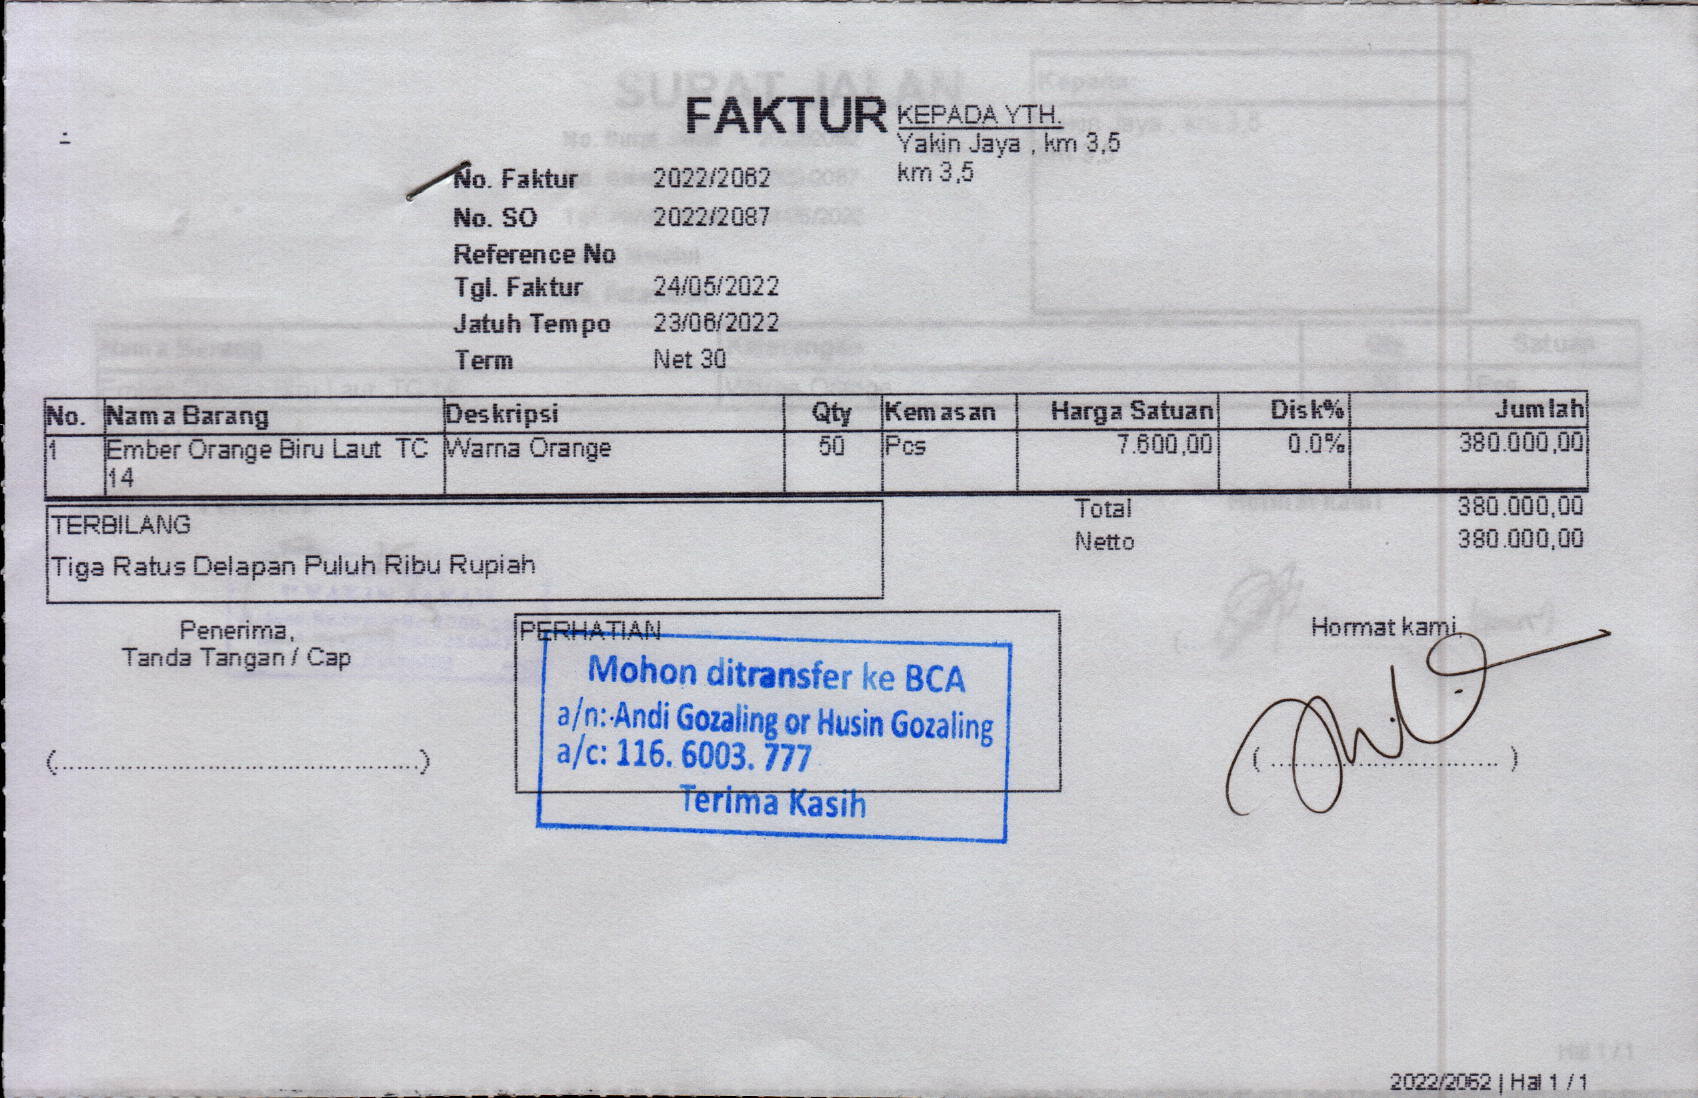 FAKTUR
KEPADA YTH.
Yakin Jaya , km 3,5
km 3,5
No. Faktur 2022/2062
No. SO 2022/2087
Reference No
Tgl. Faktur 24/05/2022
Jatuh Tempo 23/06/2022
Term Net 30
No. Nama Barang Deskripsi Qty Kemasan Harga Satuan Disk% Jumlah
1 Ember Orange Biru Laut TC Warna Orange 50 Pcs 7.600,00 0.0% 380.000,00
14
Total 380.000,00
Netto 380.000,00
TERBILANG
Tiga Ratus Delapan Puluh Ribu Rupiah
Penerima,
Tanda Tangan / Cap
PERHATIAN
Mohon ditransfer ke BCA
a/n: Andi Gozaling or Husin Gozaling
a/c: 116. 6003. 777
Terima Kasih
Hormat kami
2022/2062 | Hal 1 / 1